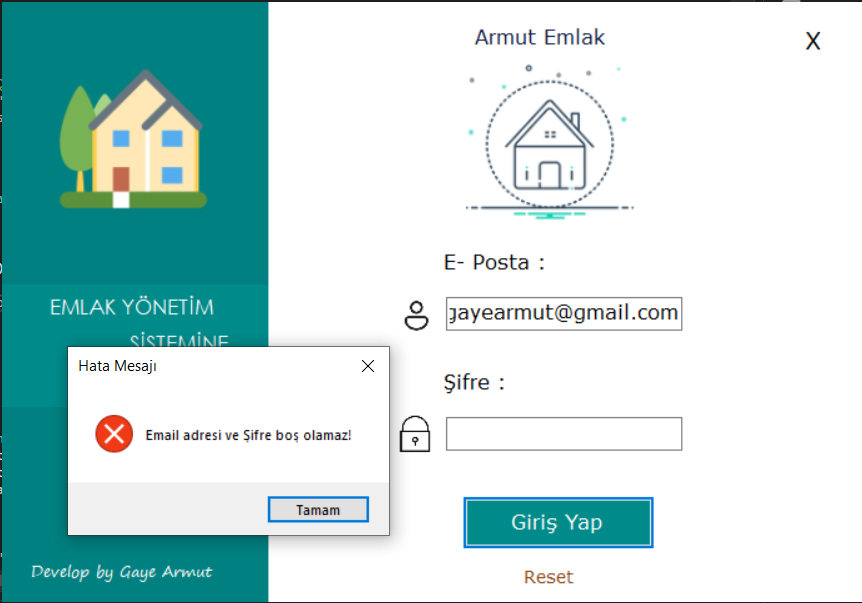 Armut Emlak
X
EMLAK YÖNETİM
SİSTEMİNE
E- Posta :
gayearmut@gmail.com
Şifre :
Hata Mesajı
Email adresi ve Şifre boş olamaz!
Tamam
Giriş Yap
Reset
Develop by Gaye Armut